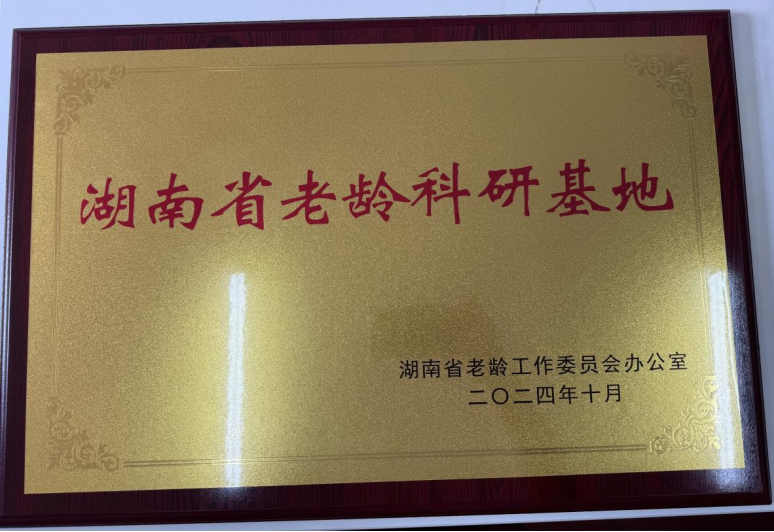 湖南省老龄科研基地
湖南省老龄工作委员会办公室
二〇二四年十月